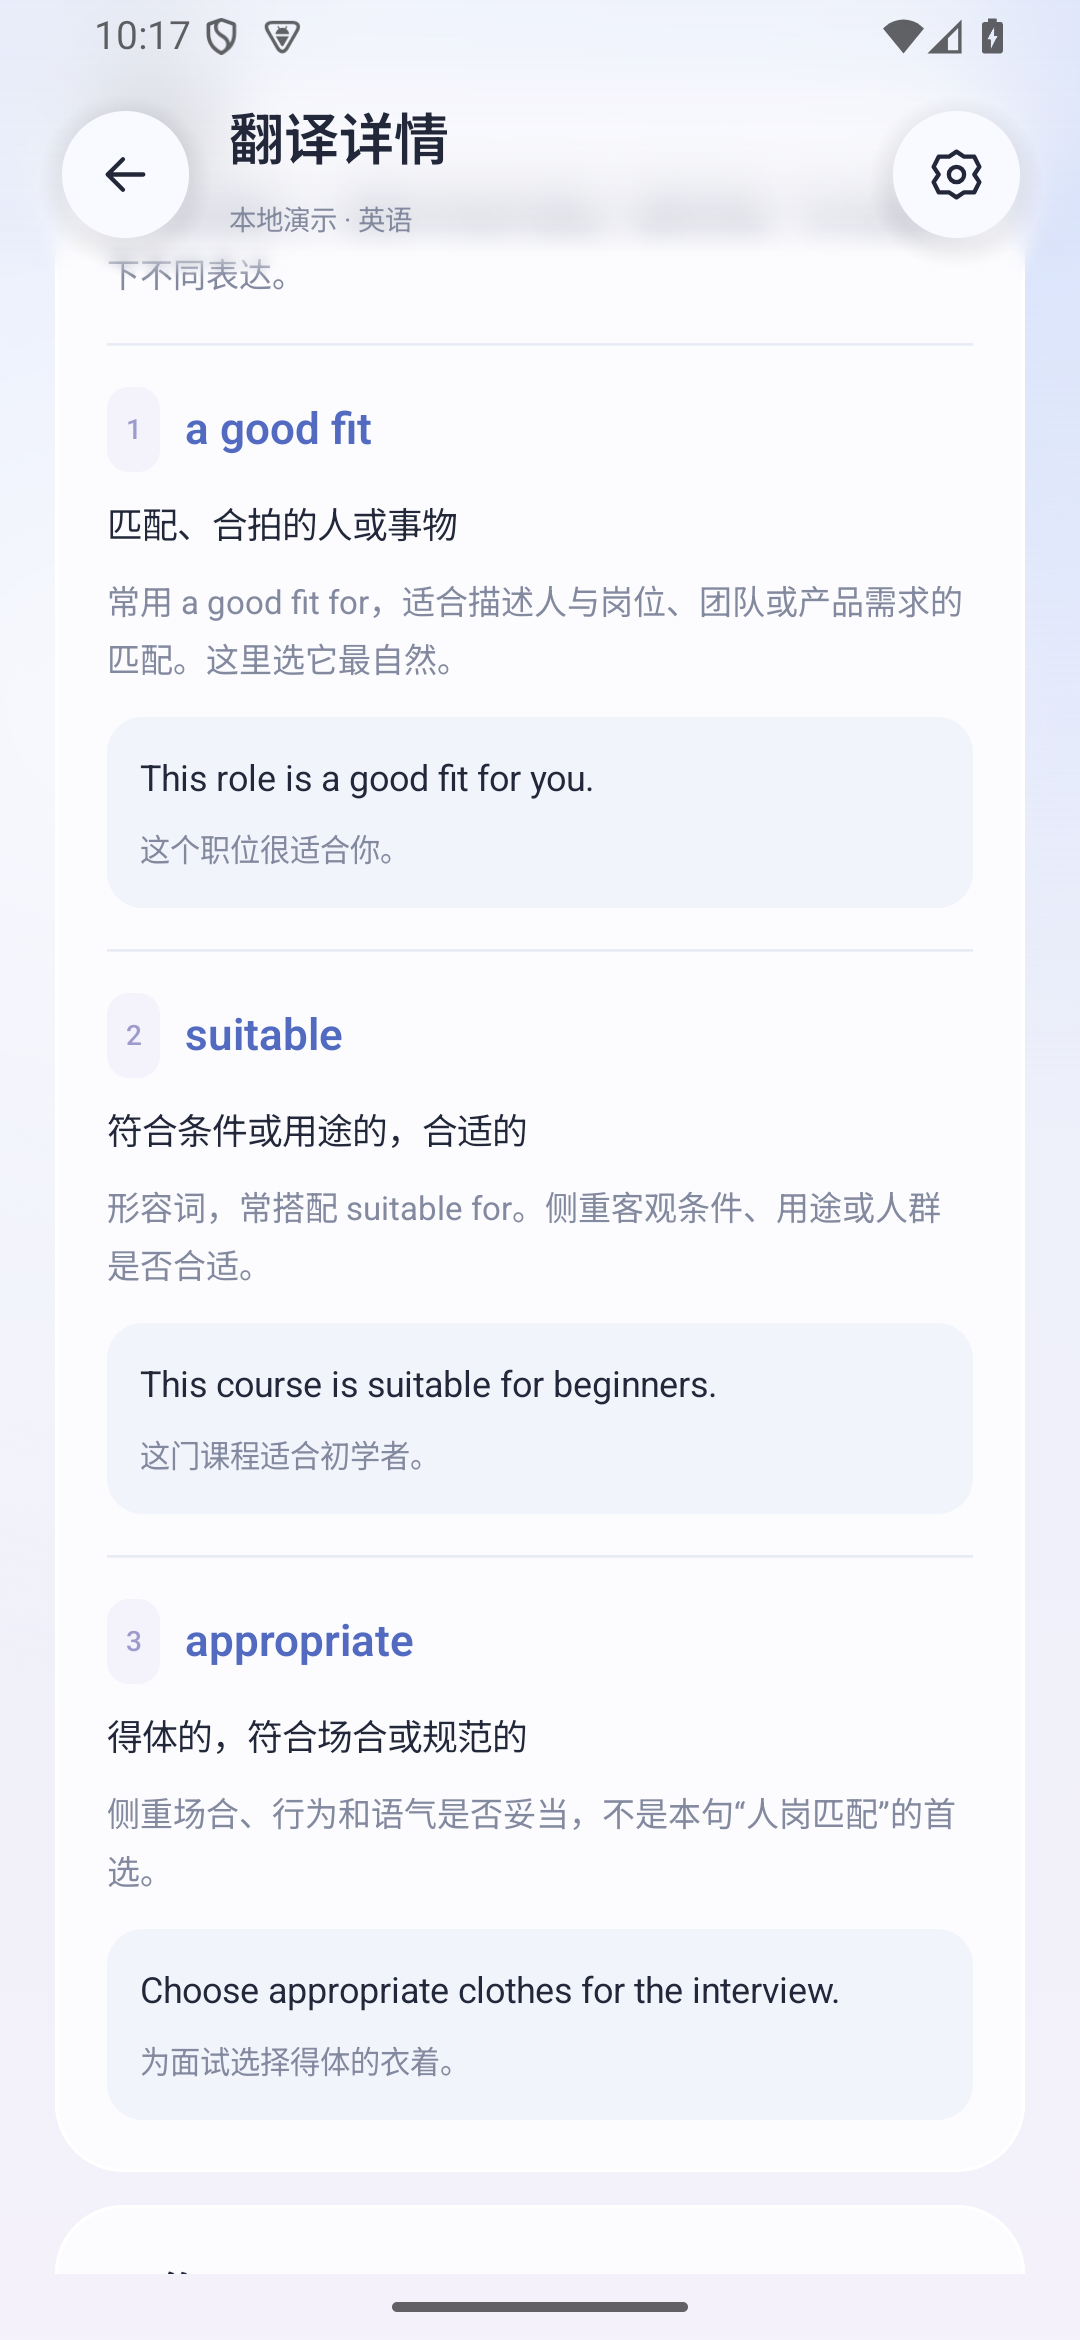 10:17
翻译详情
本地演示 · 英语
下不同表达。
1 a good fit
匹配、合拍的人或事物
常用 a good fit for，适合描述人与岗位、团队或产品需求的
匹配。这里选它最自然。
This role is a good fit for you.
这个职位很适合你。
2 suitable
符合条件或用途的，合适的
形容词，常搭配 suitable for。侧重客观条件、用途或人群
是否合适。
This course is suitable for beginners.
这门课程适合初学者。
3 appropriate
得体的，符合场合或规范的
侧重场合、行为和语气是否妥当，不是本句“人岗匹配”的首
选。
Choose appropriate clothes for the interview.
为面试选择得体的衣着。